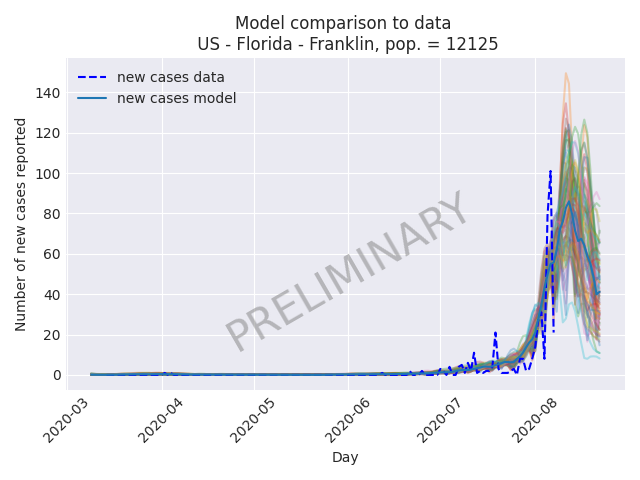 Model comparison to data
US - Florida - Franklin, pop. = 12125
new cases data
new cases model
Number of new cases reported
140
120
100
80
60
40
20
0
PRELIMINARY
2020-03
2020-04
2020-05
2020-06
2020-07
2020-08
Day